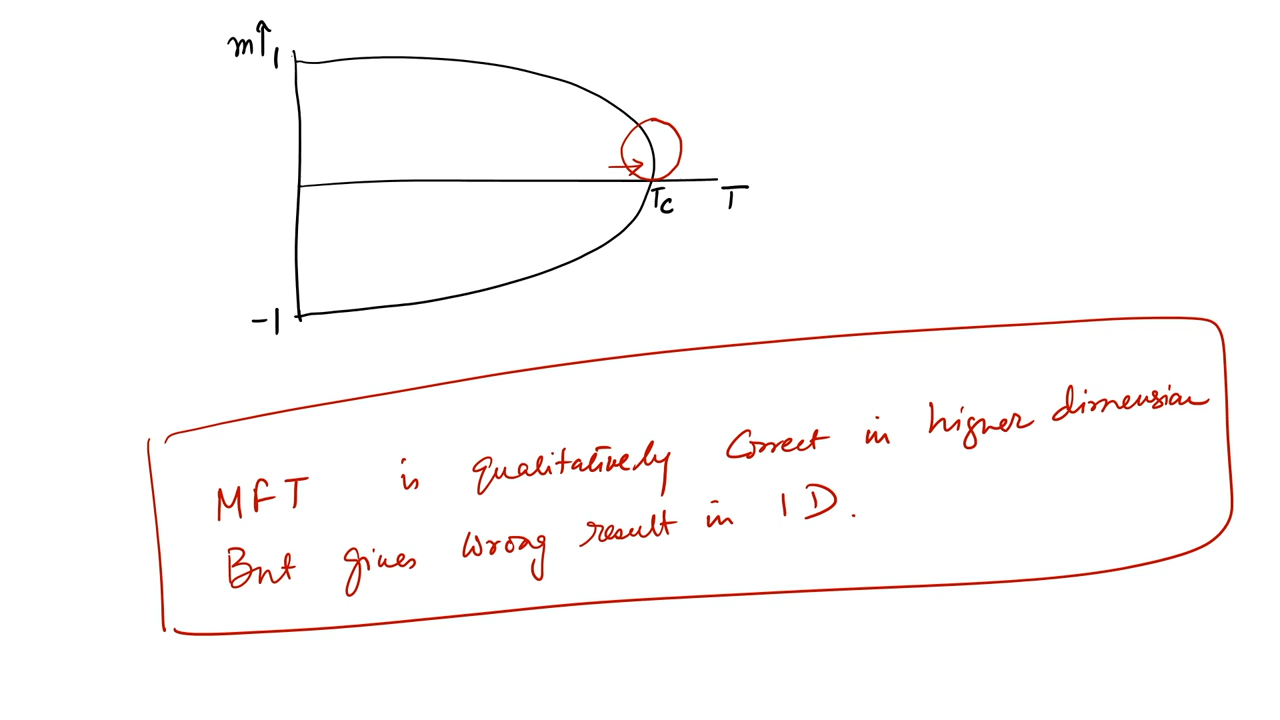 m↑ 1
Tc T
-1
MFT is qualitatively correct in higher dimension
But gives wrong result in 1D.